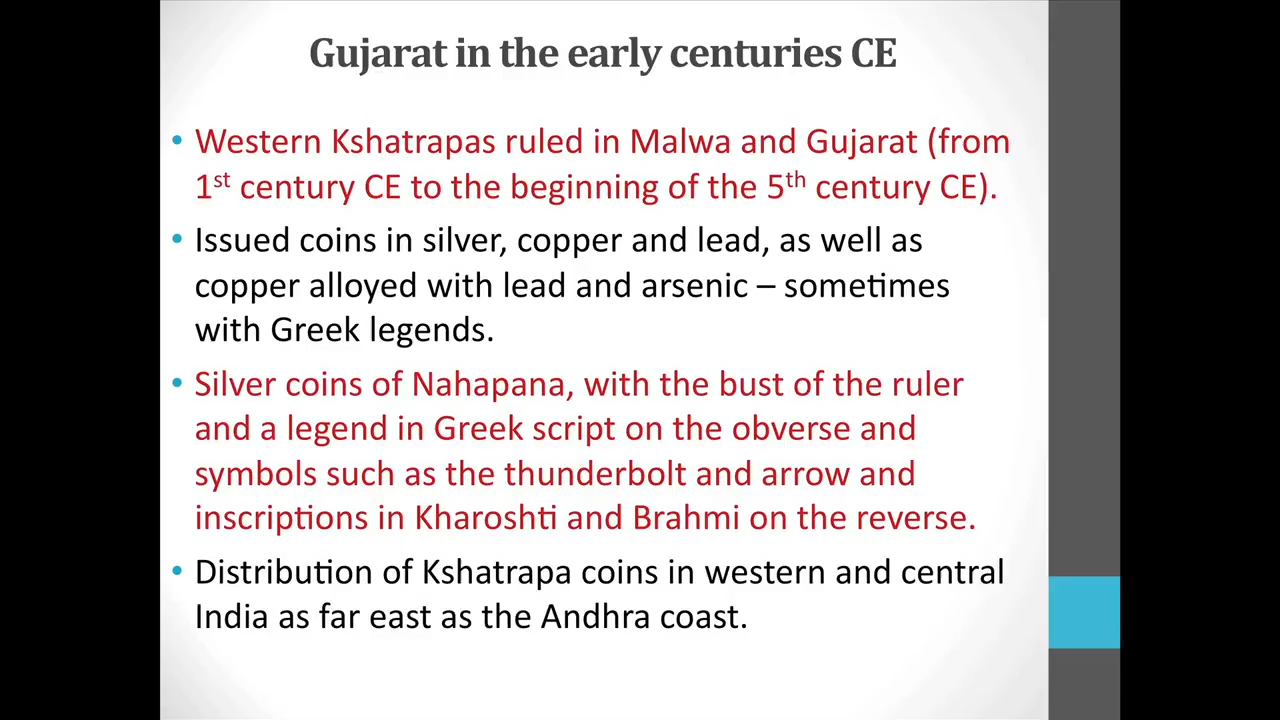 Gujarat in the early centuries CE
• Western Kshatrapas ruled in Malwa and Gujarat (from
1st century CE to the beginning of the 5th century CE).
• Issued coins in silver, copper and lead, as well as
copper alloyed with lead and arsenic – sometimes
with Greek legends.
• Silver coins of Nahapana, with the bust of the ruler
and a legend in Greek script on the obverse and
symbols such as the thunderbolt and arrow and
inscriptions in Kharoshti and Brahmi on the reverse.
• Distribution of Kshatrapa coins in western and central
India as far east as the Andhra coast.